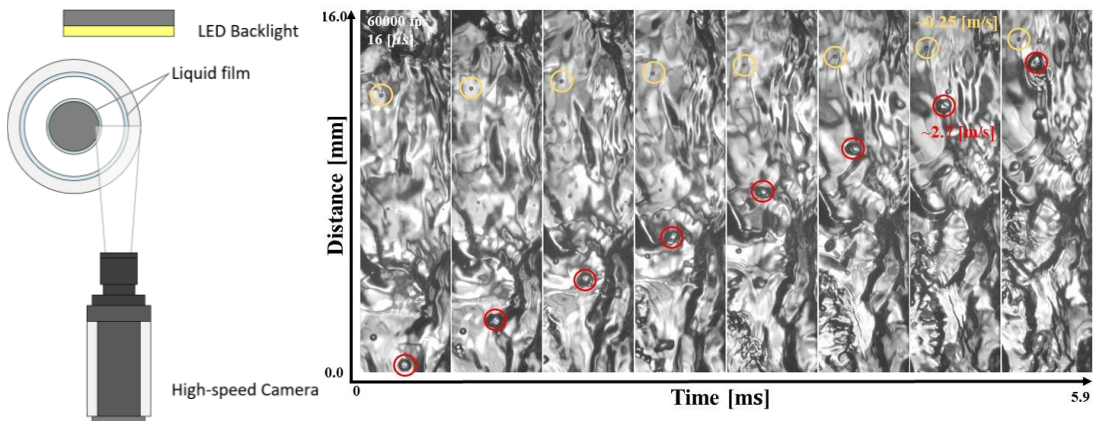 LED Backlight
Liquid film
High-speed Camera
16.0
Distance [mm]
0.0
60000 fps
16 [μs]
~0.25 [m/s]
~2.7 [m/s]
0
Time [ms]
5.9